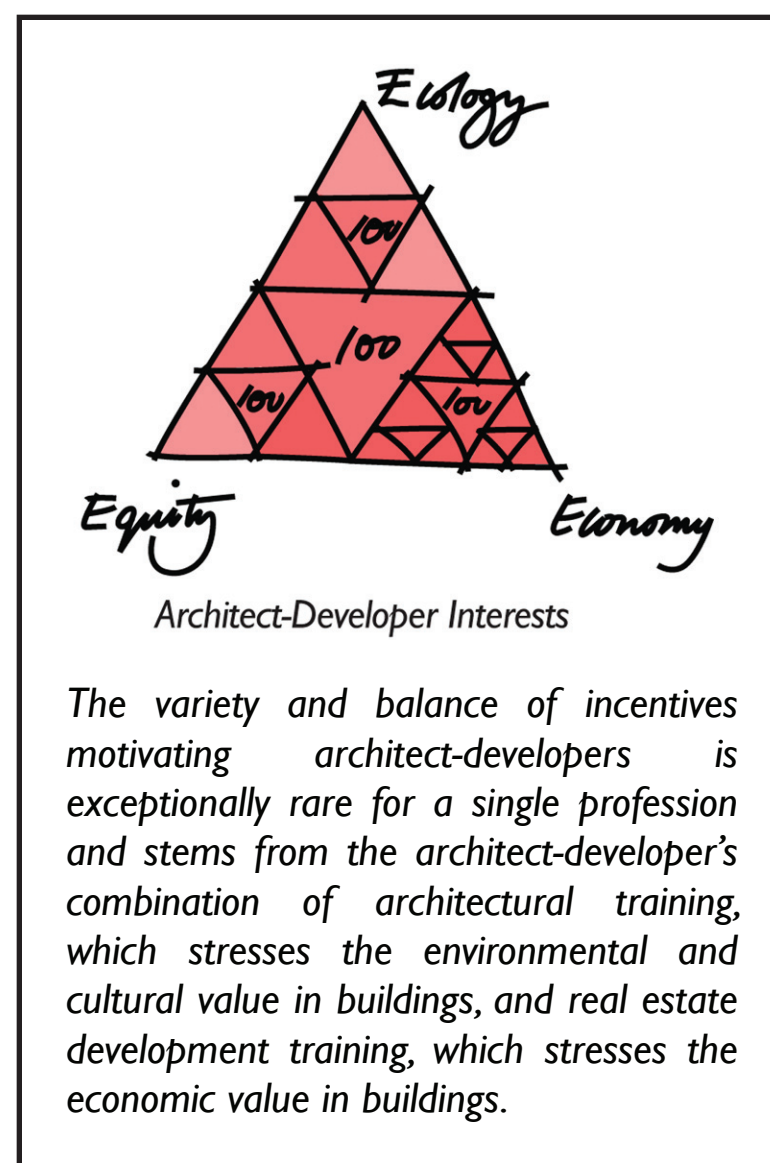 Ecology
100
100
100
100
Equity
Economy
Architect-Developer Interests
The variety and balance of incentives
motivating architect-developers is
exceptionally rare for a single profession
and stems from the architect-developer's
combination of architectural training,
which stresses the environmental and
cultural value in buildings, and real estate
development training, which stresses the
economic value in buildings.